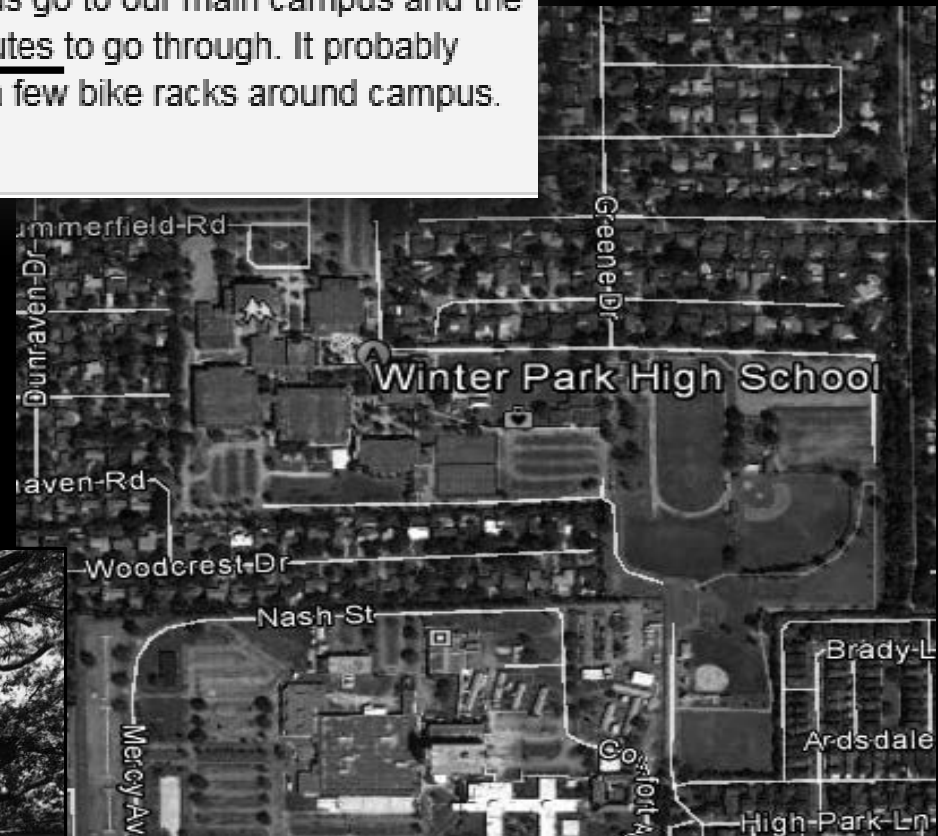 us go to our main campus and the
utes to go through. It probably
a few bike racks around campus.
ummerfield Rd
Greene Dr
Dunraven Dr
A
Winter Park High School
haven Rd
Woodcrest Dr
Nash St
Brady L
Ardsdale
Mercy Av
High Park Ln